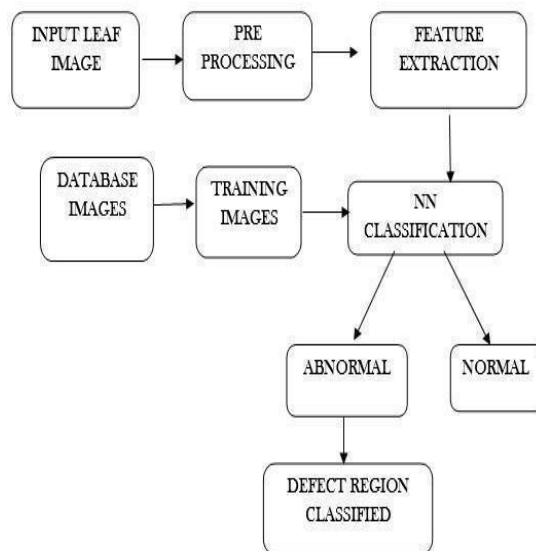 INPUT LEAF
IMAGE
PRE
PROCESSING
FEATURE
EXTRACTION
DATABASE
IMAGES
TRAINING
IMAGES
NN
CLASSIFICATION
ABNORMAL
NORMAL
DEFECT REGION
CLASSIFIED